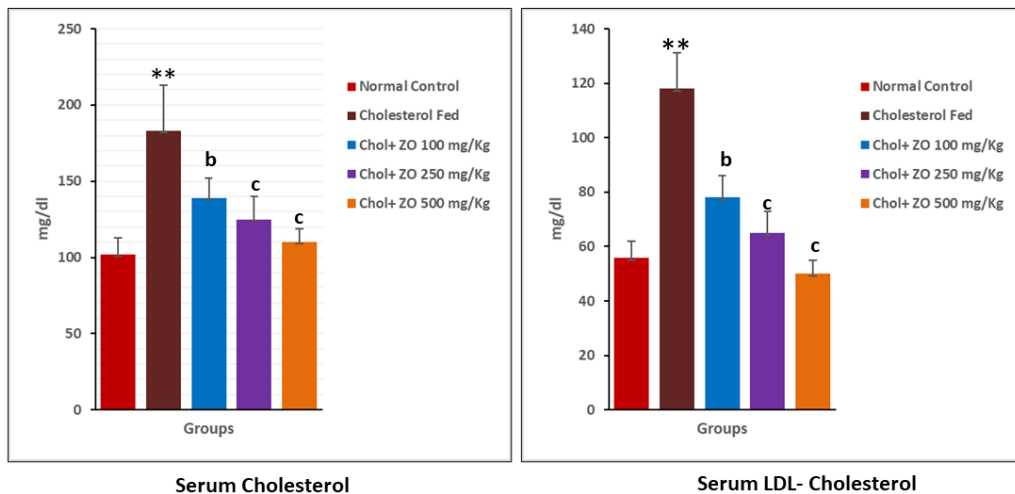 250
200
150
100
50
0
mg/dl
**
b
c
c
Groups
Normal Control
Cholesterol Fed
Chol+ ZO 100 mg/Kg
Chol+ ZO 250 mg/Kg
Chol+ ZO 500 mg/Kg
Serum Cholesterol
140
120
100
80
60
40
20
0
mg/dl
**
b
c
c
Groups
Normal Control
Cholesterol Fed
Chol+ ZO 100 mg/Kg
Chol+ ZO 250 mg/Kg
Chol+ ZO 500 mg/Kg
Serum LDL- Cholesterol